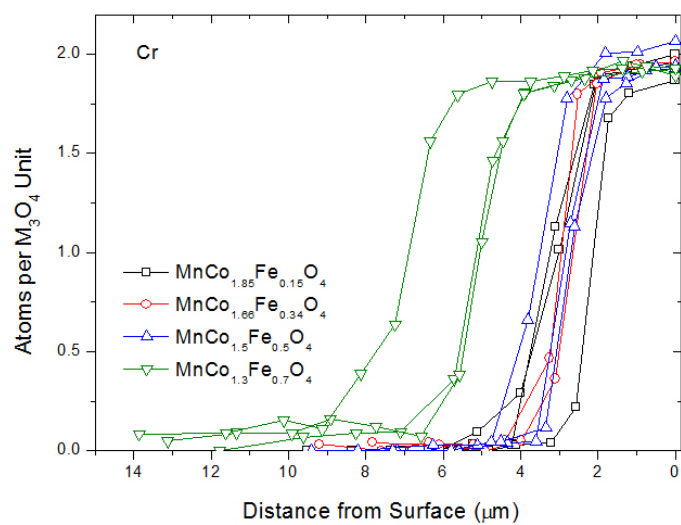 Cr
2.0
1.5
1.0
0.5
0.0
Atoms per M₃O₄ Unit
MnCo₁.₈₅Fe₀.₁₅O₄
MnCo₁.₆₆Fe₀.₃₄O₄
MnCo₁.₅Fe₀.₅O₄
MnCo₁.₃Fe₀.₇O₄
14 12 10 8 6 4 2 0
Distance from Surface (μm)